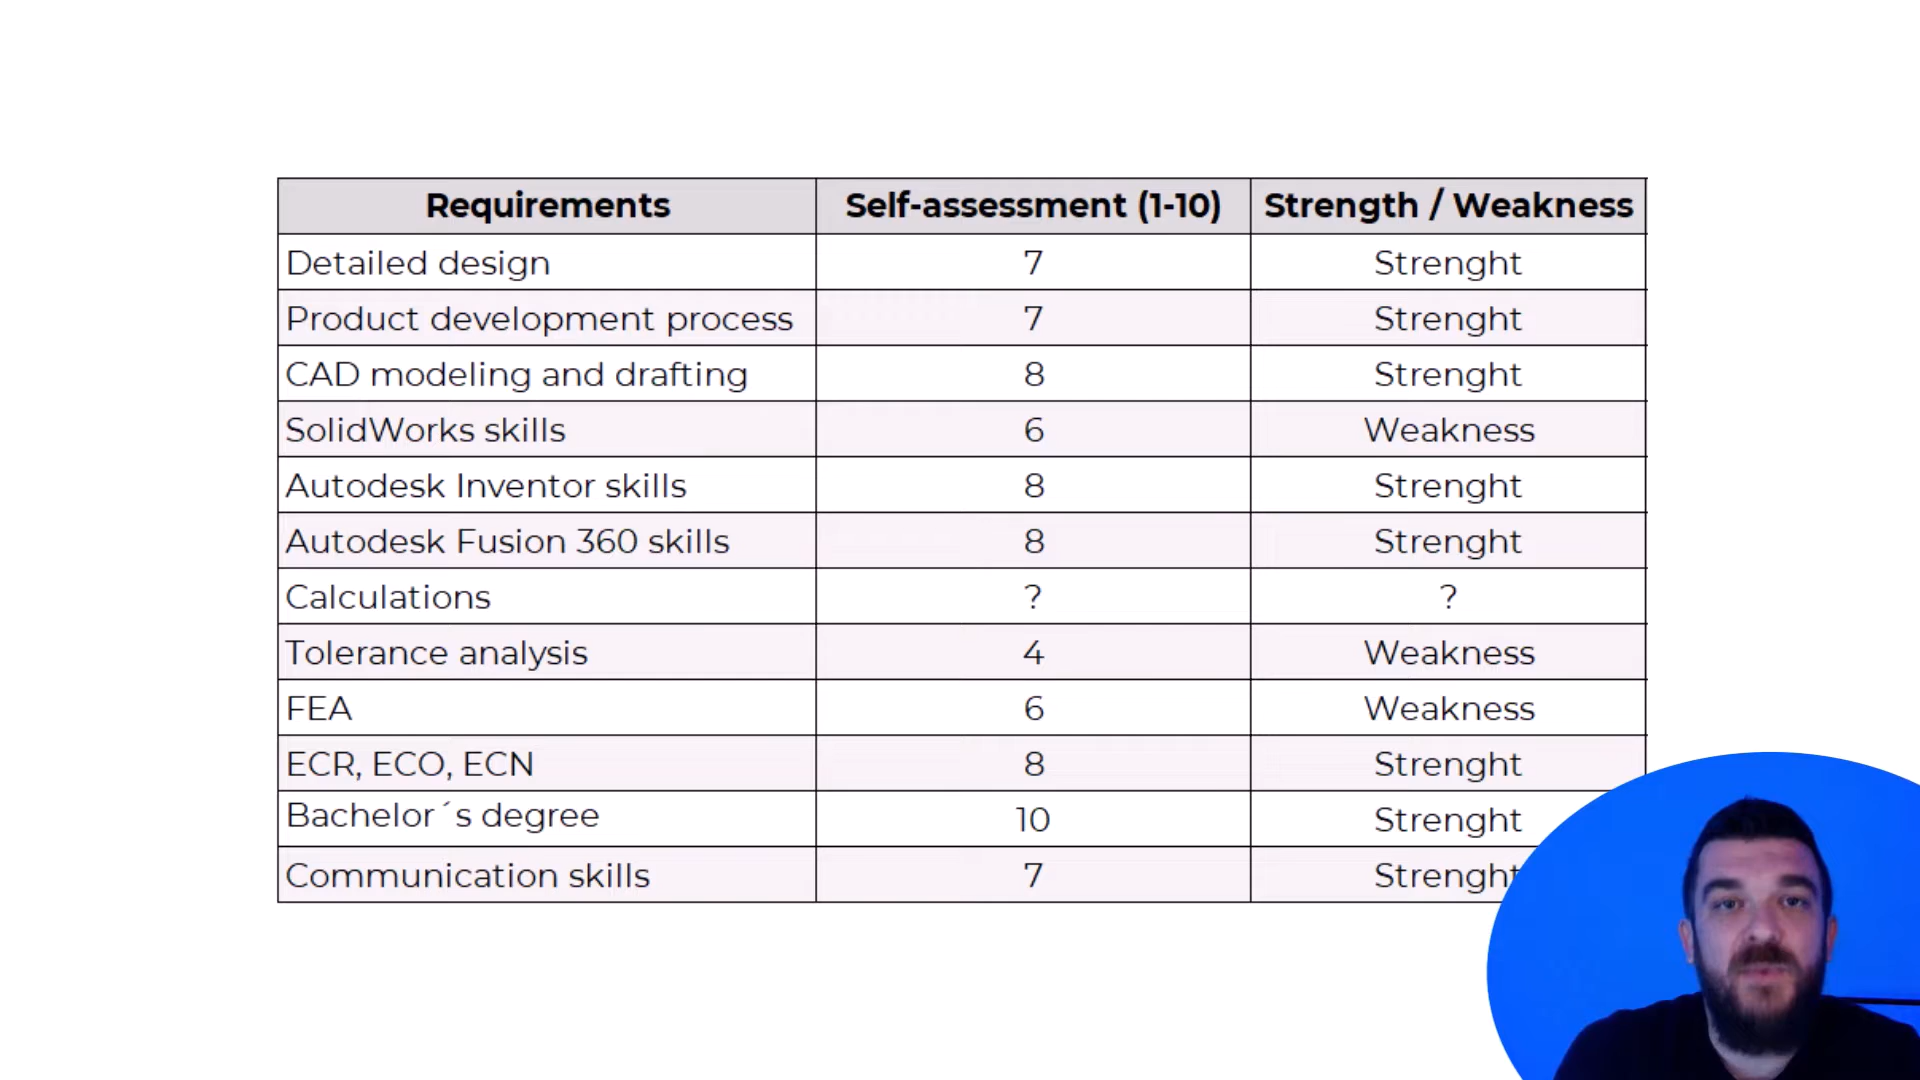 Requirements Self-assessment (1-10) Strength / Weakness
Detailed design 7 Strenght
Product development process 7 Strenght
CAD modeling and drafting 8 Strenght
SolidWorks skills 6 Weakness
Autodesk Inventor skills 8 Strenght
Autodesk Fusion 360 skills 8 Strenght
Calculations ? ?
Tolerance analysis 4 Weakness
FEA 6 Weakness
ECR, ECO, ECN 8 Strenght
Bachelor´s degree 10 Strenght
Communication skills 7 Strenght